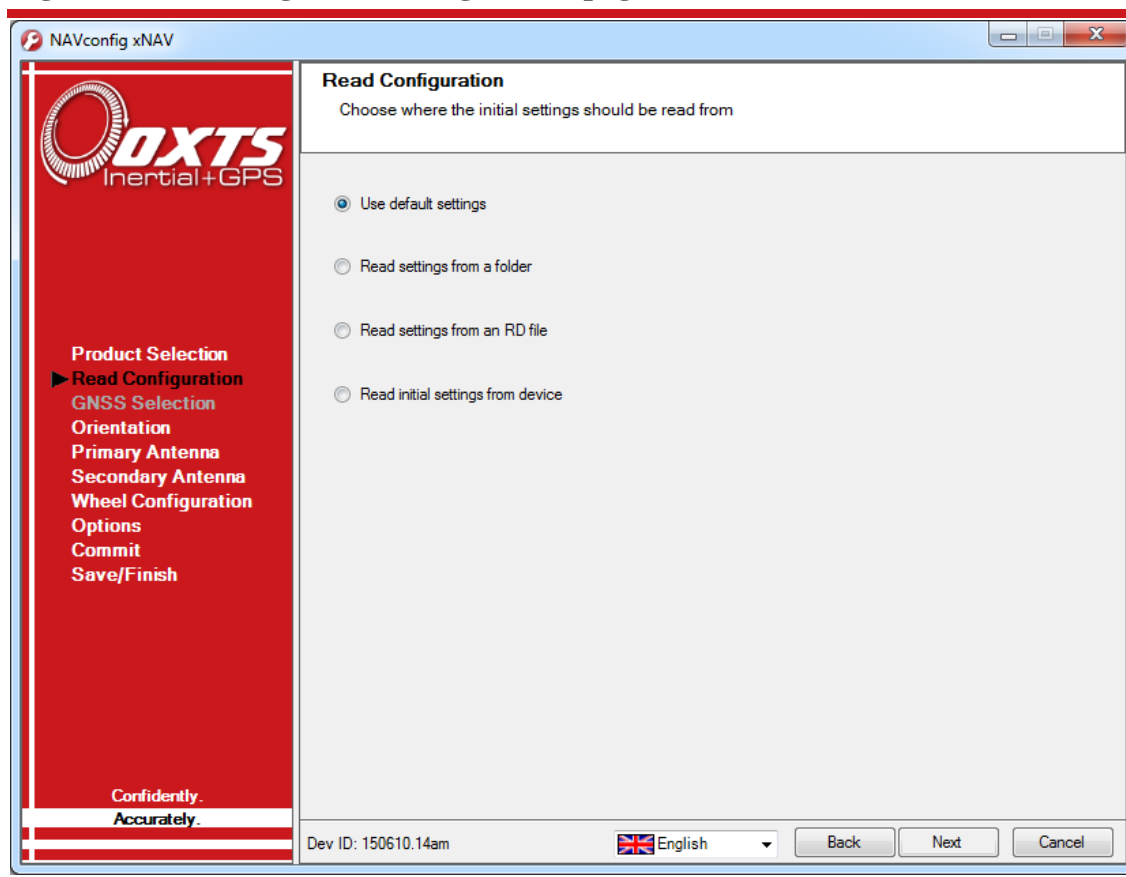 NAVconfig xNAV
OXTS
Inertial+GPS
Read Configuration
Choose where the initial settings should be read from
Use default settings
Read settings from a folder
Read settings from an RD file
Read initial settings from device
Product Selection
Read Configuration
GNSS Selection
Orientation
Primary Antenna
Secondary Antenna
Wheel Configuration
Options
Commit
Save/Finish
Confidently.
Accurately.
Dev ID: 150610.14am
English
Back
Next
Cancel